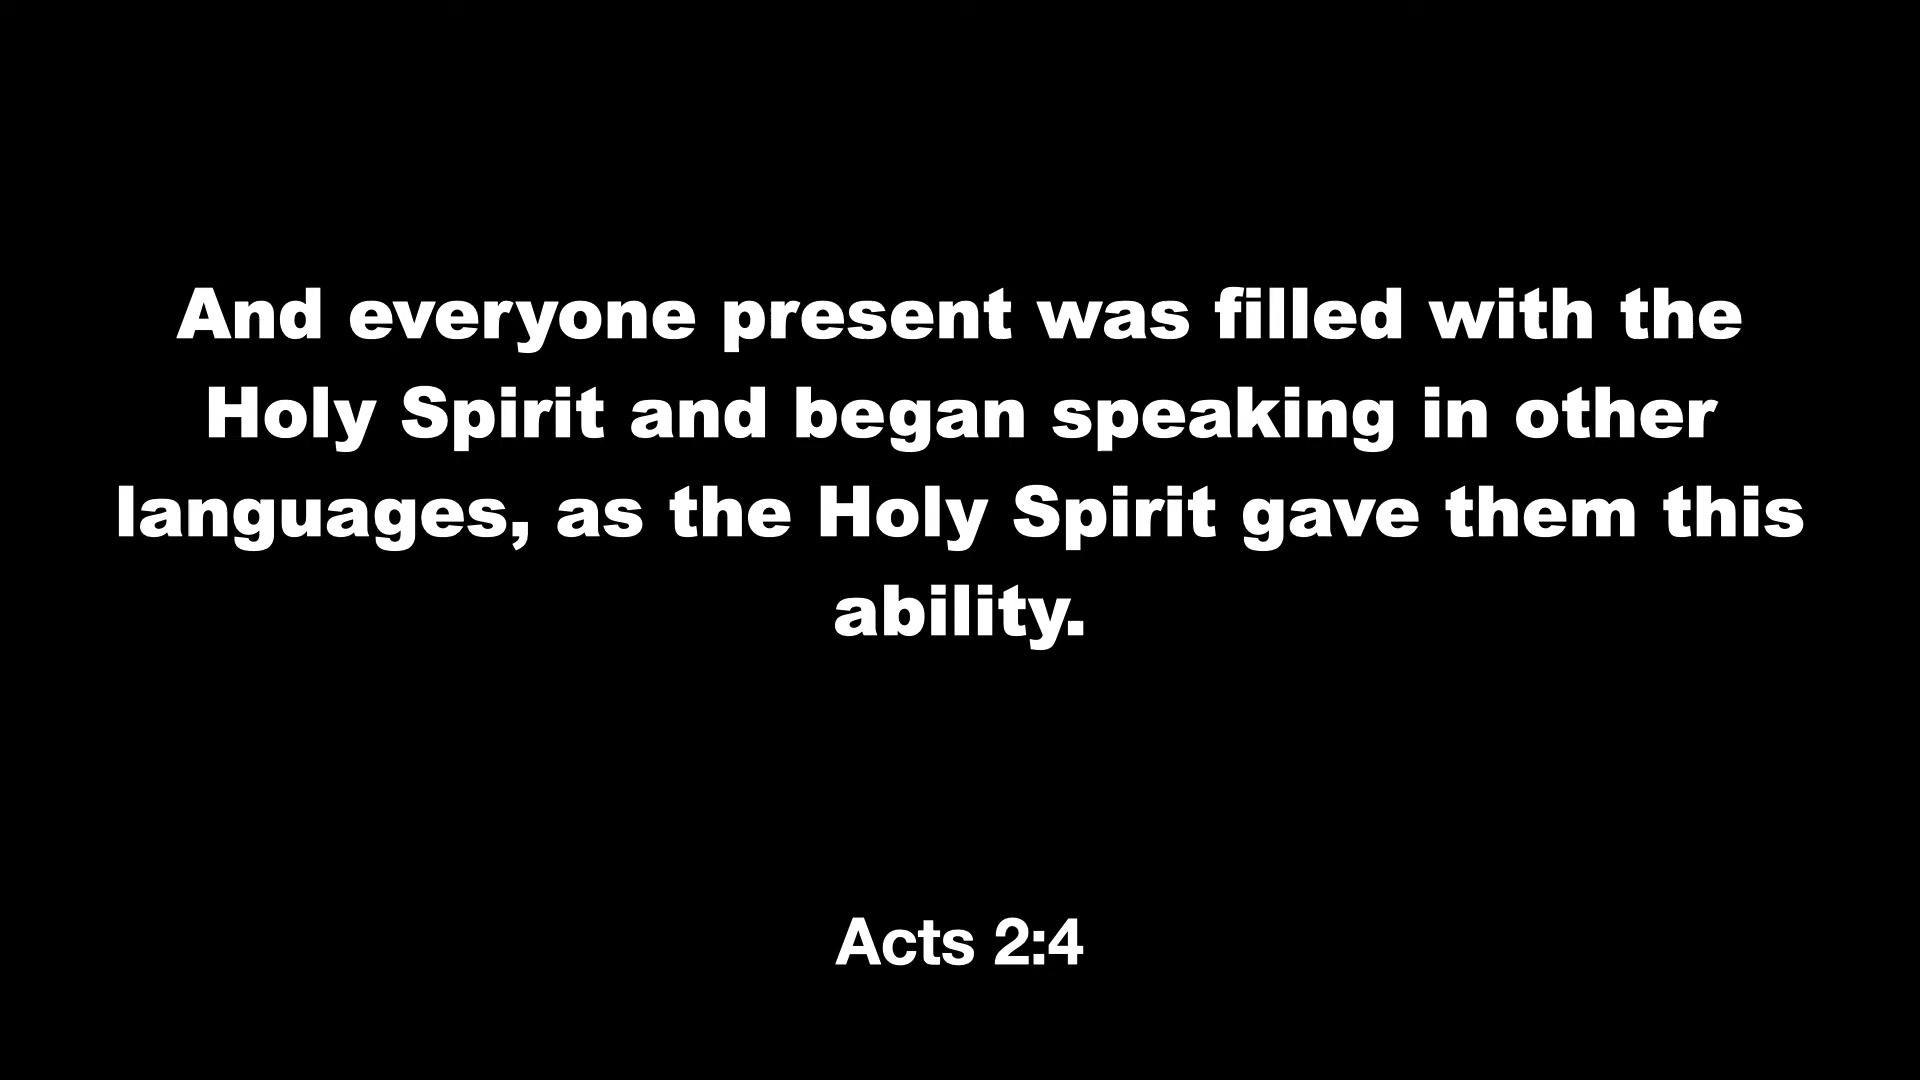 And everyone present was filled with the
Holy Spirit and began speaking in other
languages, as the Holy Spirit gave them this
ability.
Acts 2:4